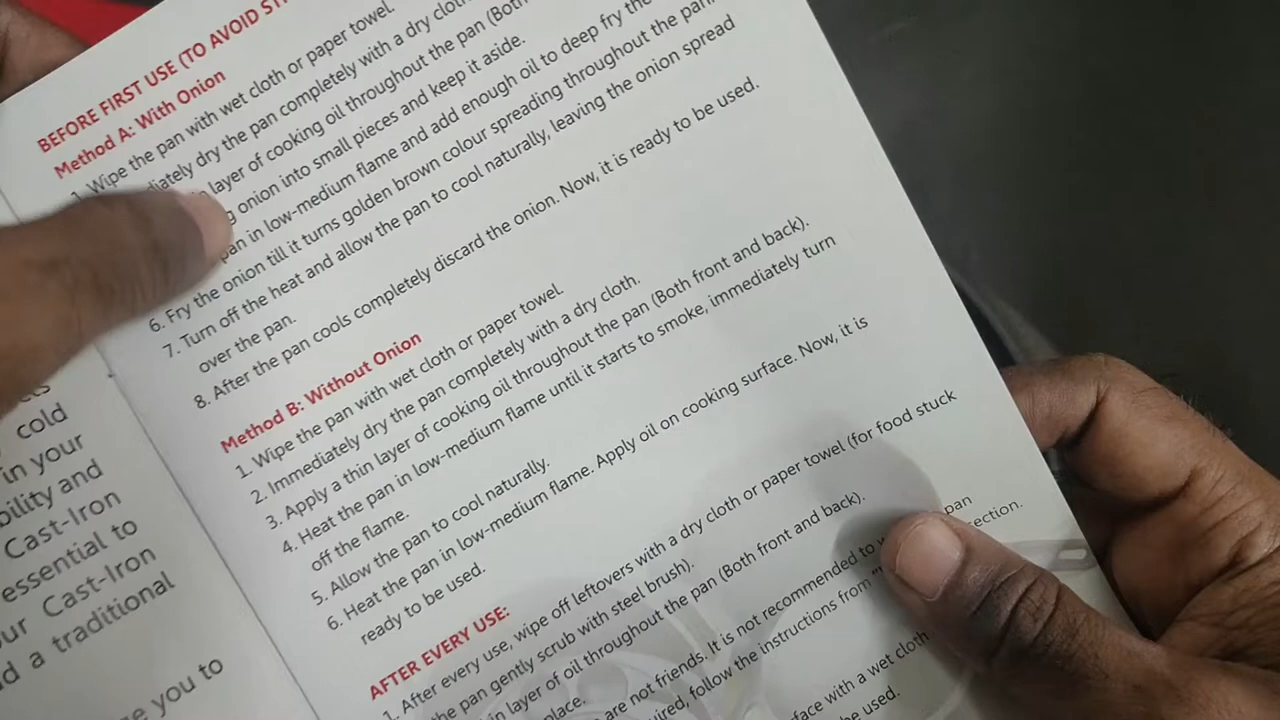 cold
in your
bility and
Cast-Iron
essential to
Cast-Iron
d a traditional
you to
BEFORE FIRST USE (TO AVOID
Method A: With Onion
1. Wipe the pan with wet cloth or paper towel.
dry the pan completely with a dry
layer of cooking oil throughout the pan
onion into small pieces and keep it aside.
pan in low-medium flame and add enough oil to deep fry the
6. Fry the onion till it turns golden brown colour spreading throughout the pan.
7. Turn off the heat and allow the pan to cool naturally, leaving the onion spread
over the pan.
8. After the pan cools completely discard the onion. Now, it is ready to be used.
Method B: Without Onion
1. Wipe the pan with wet cloth or paper towel.
2. Immediately dry the pan completely with a dry cloth.
3. Apply a thin layer of cooking oil throughout the pan (Both front and back).
4. Heat the pan in low-medium flame until it starts to smoke, immediately turn
off the flame.
5. Allow the pan to cool naturally.
6. Heat the pan in low-medium flame. Apply oil on cooking surface. Now, it is
ready to be used.
AFTER EVERY USE:
1. After every use, wipe off leftovers with a dry cloth or paper towel (for food stuck
the pan gently scrub with steel brush).
layer of oil throughout the pan (Both front and back).
place.
are not friends. It is not recommended to pan
follow the instructions from
with a wet cloth
be used.